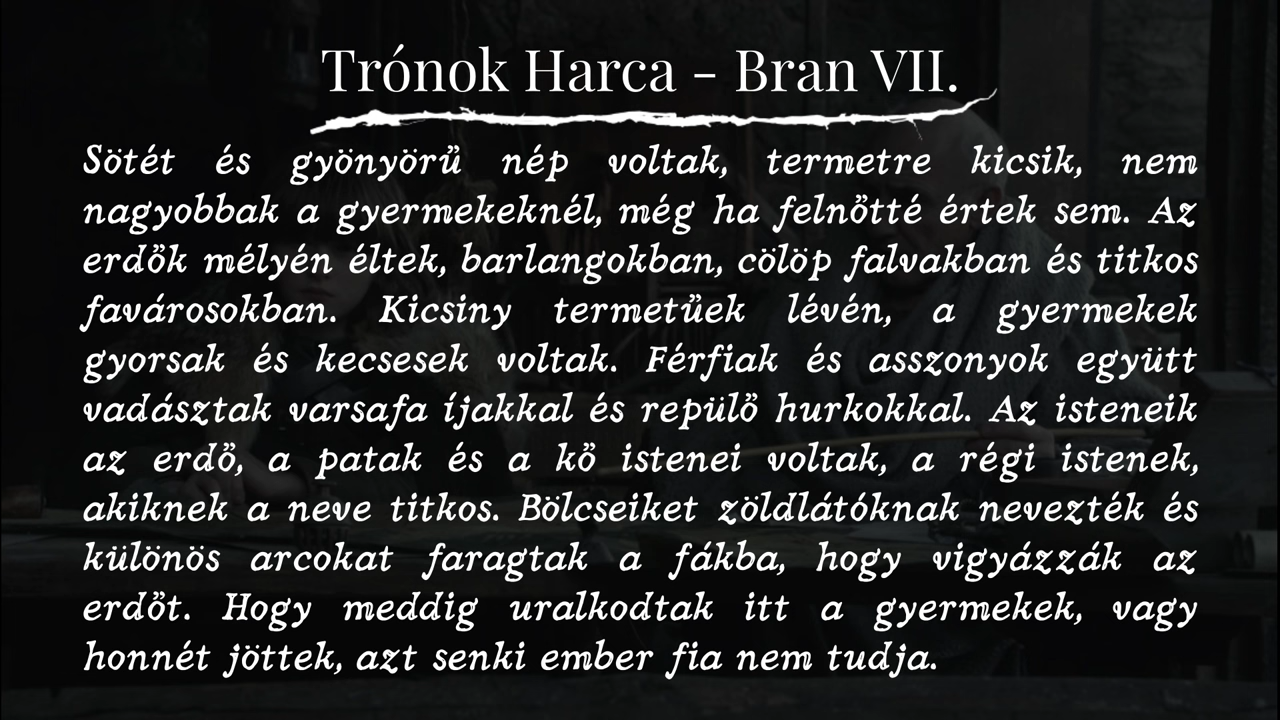 Trónok Harca - Bran VII.
Sötét és gyönyörű nép voltak, termetre kicsik, nem
nagyobbak a gyermekeknél, még ha felnőtté értek sem. Az
erdők mélyén éltek, barlangokban, cölöp falvakban és titkos
favárosokban. Kicsiny termetűek lévén, a gyermekek
gyorsak és kecsesek voltak. Férfiak és asszonyok együtt
vadásztak varsafa íjakkal és repülő hurkokkal. Az isteneik
az erdő, a patak és a kő istenei voltak, a régi istenek,
akiknek a neve titkos. Bölcseiket zöldlátóknak nevezték és
különös arcokat faragtak a fákba, hogy vigyázzák az
erdőt. Hogy meddig uralkodtak itt a gyermekek, vagy
honnét jöttek, azt senki ember fia nem tudja.